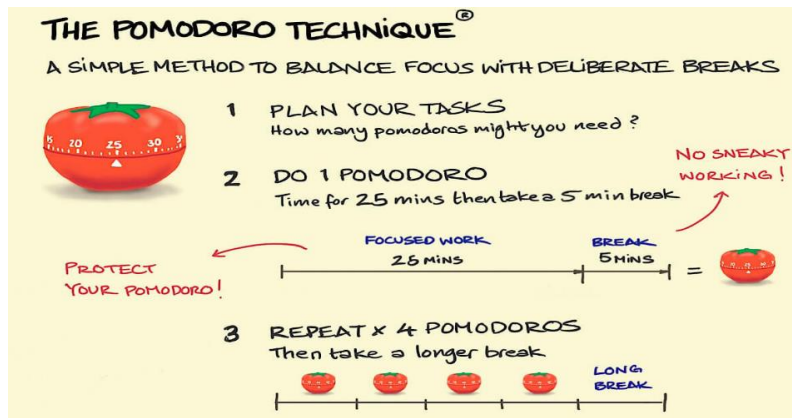 THE POMODORO TECHNIQUE®
A SIMPLE METHOD TO BALANCE FOCUS WITH DELIBERATE BREAKS
1 PLAN YOUR TASKS
How many pomodoros might you need?
15 20 25 30 35
2 DO 1 POMODORO
Time for 25 mins then take a 5 min break
NO SNEAKY
WORKING!
FOCUSED WORK
25 MINS
BREAK
5 MINS
=
PROTECT
YOUR POMODORO!
3 REPEAT x 4 POMODOROS
Then take a longer break
LONG
BREAK